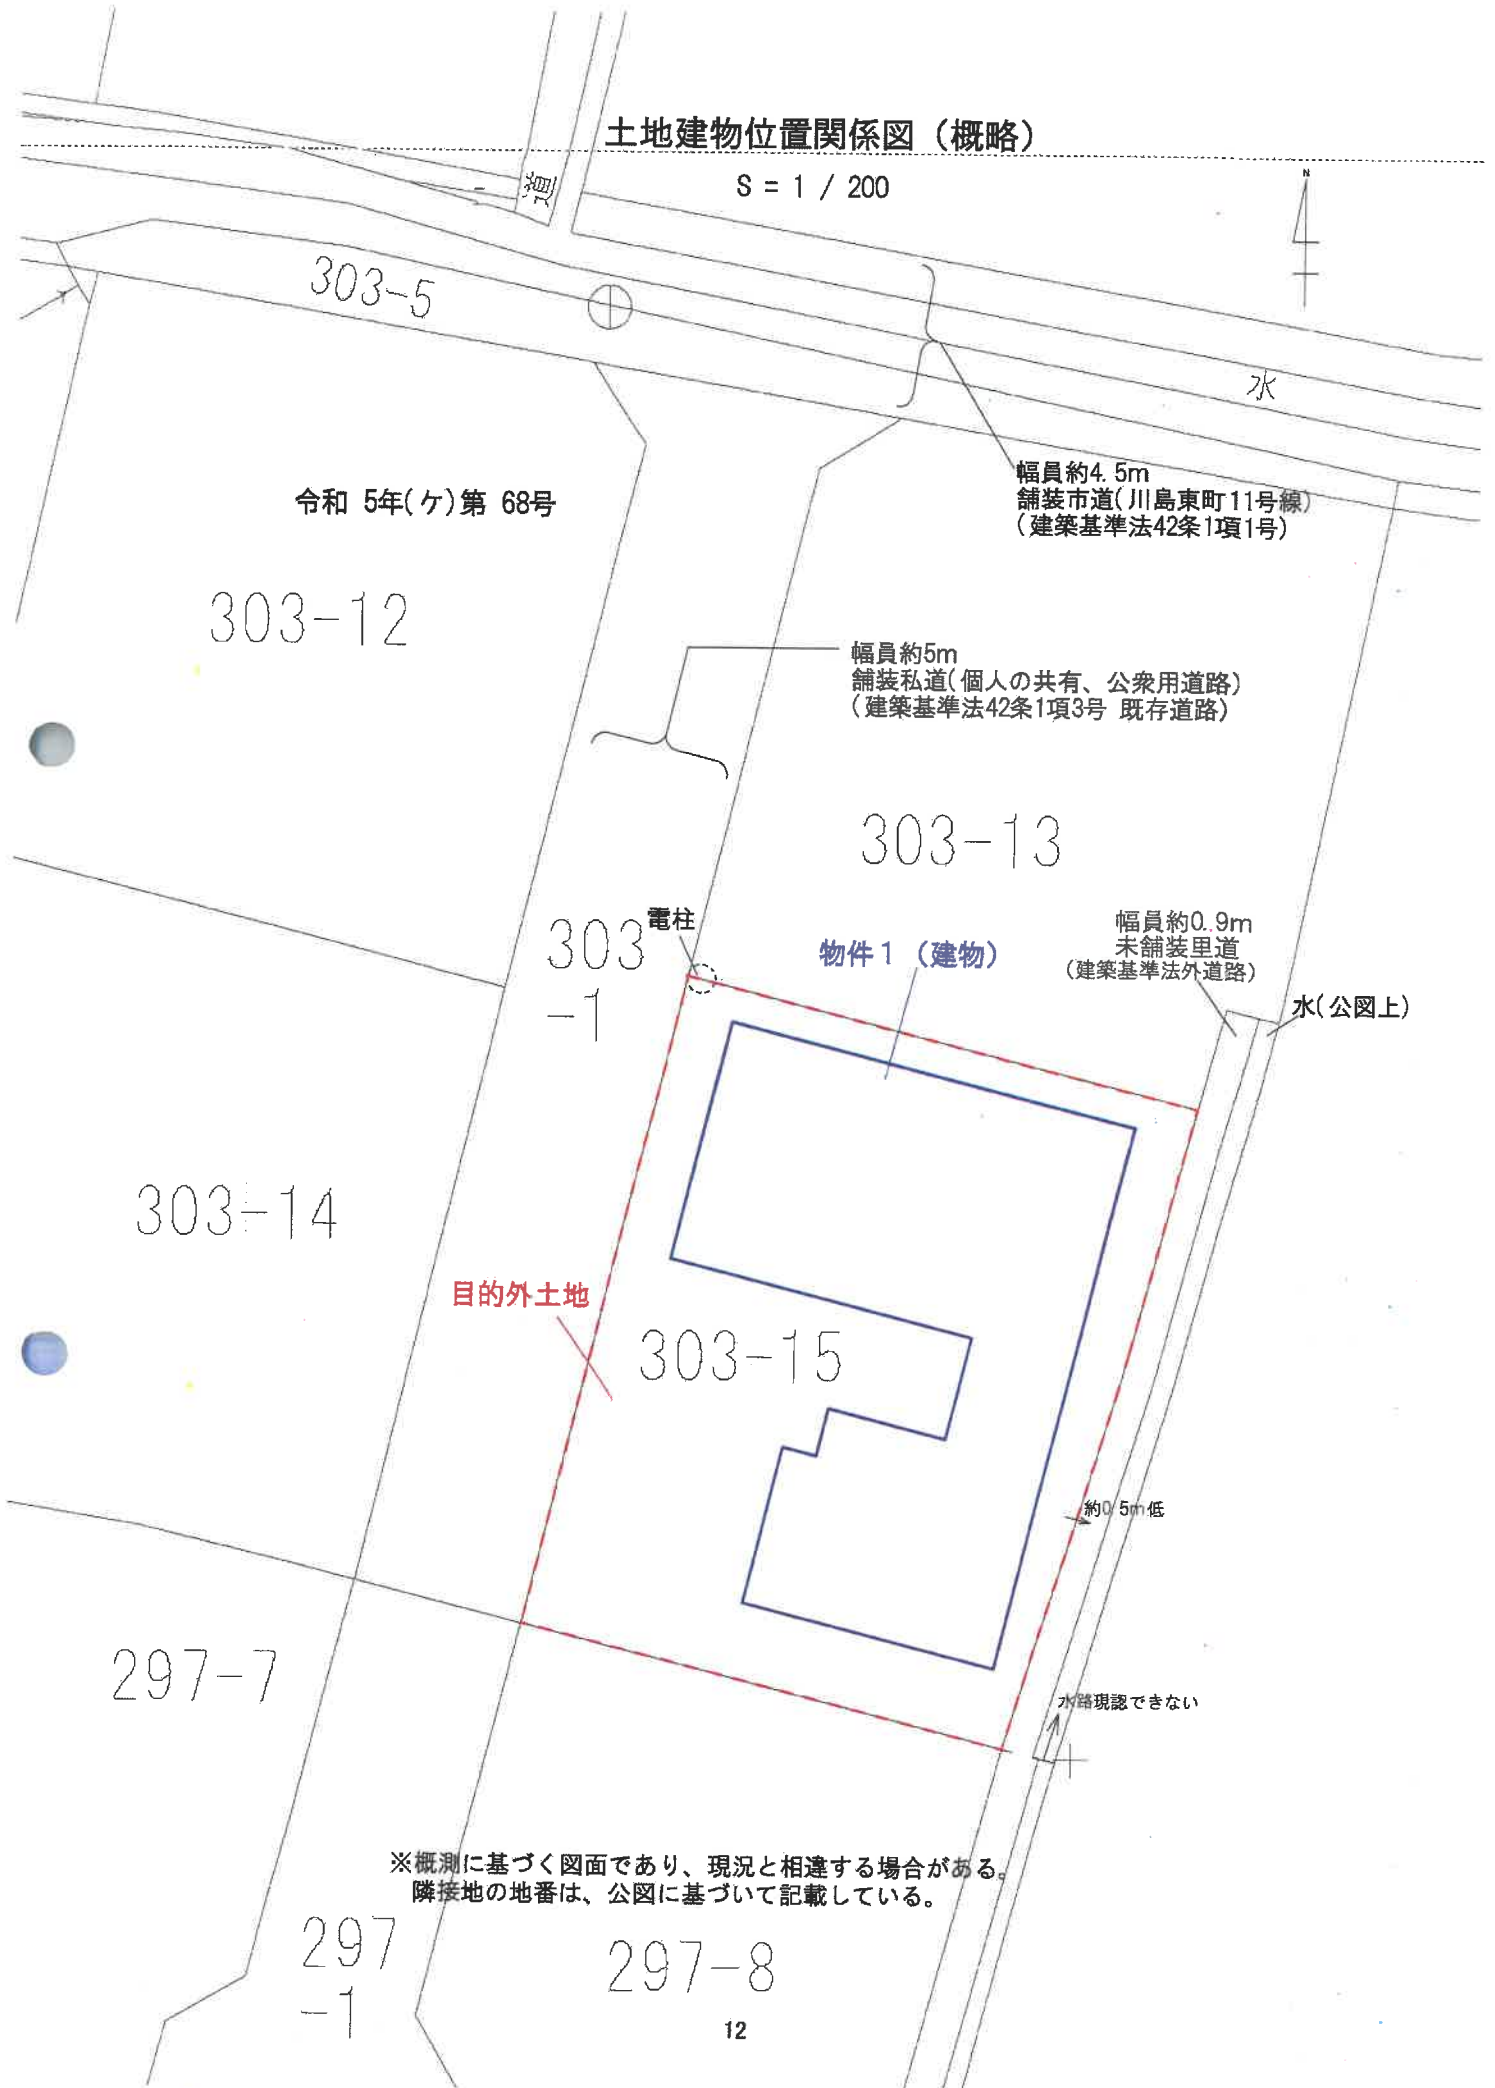 土地建物位置関係図（概略）
S = 1 / 200
N
道
303-5
水
幅員約4.5m
舗装市道(川島東町11号線)
(建築基準法42条1項1号)
令和 5年(ケ)第 68号
303-12
幅員約5m
舗装私道(個人の共有、公衆用道路)
(建築基準法42条1項3号 既存道路)
303-13
303
-1
電柱
物件１（建物）
幅員約0.9m
未舗装里道
(建築基準法外道路)
水(公図上)
303-14
目的外土地
303-15
約0.5m低
297-7
水路現認できない
※概測に基づく図面であり、現況と相違する場合がある。
隣接地の地番は、公図に基づいて記載している。
297
-1
297-8
12